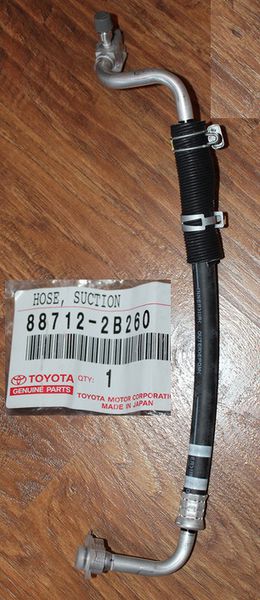 HOSE, SUCTION
88712-2B260
TOYOTA
GENUINE PARTS
QTY:
1
TOYOTA MOTOR CORPORATION
MADE IN JAPAN